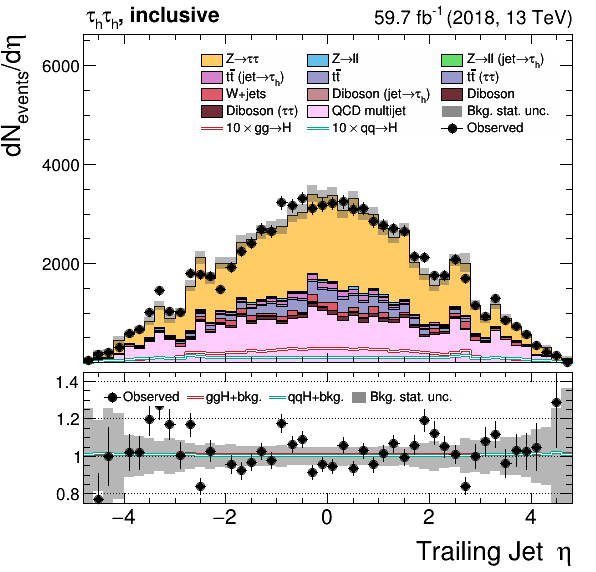 τₕτₕ, inclusive 59.7 fb⁻¹ (2018, 13 TeV)
dN_events/dη
6000
4000
2000
Z→ττ Z→ll Z→ll (jet→τₕ)
tt̄ (jet→τₕ) tt̄ tt̄ (ττ)
W+jets Diboson (jet→τₕ) Diboson
Diboson (ττ) QCD multijet Bkg. stat. unc.
10 × gg→H 10 × qq→H Observed
1.4
1.2
1
0.8
Observed ggH+bkg. qqH+bkg. Bkg. stat. unc.
−4 −2 0 2 4
Trailing Jet η